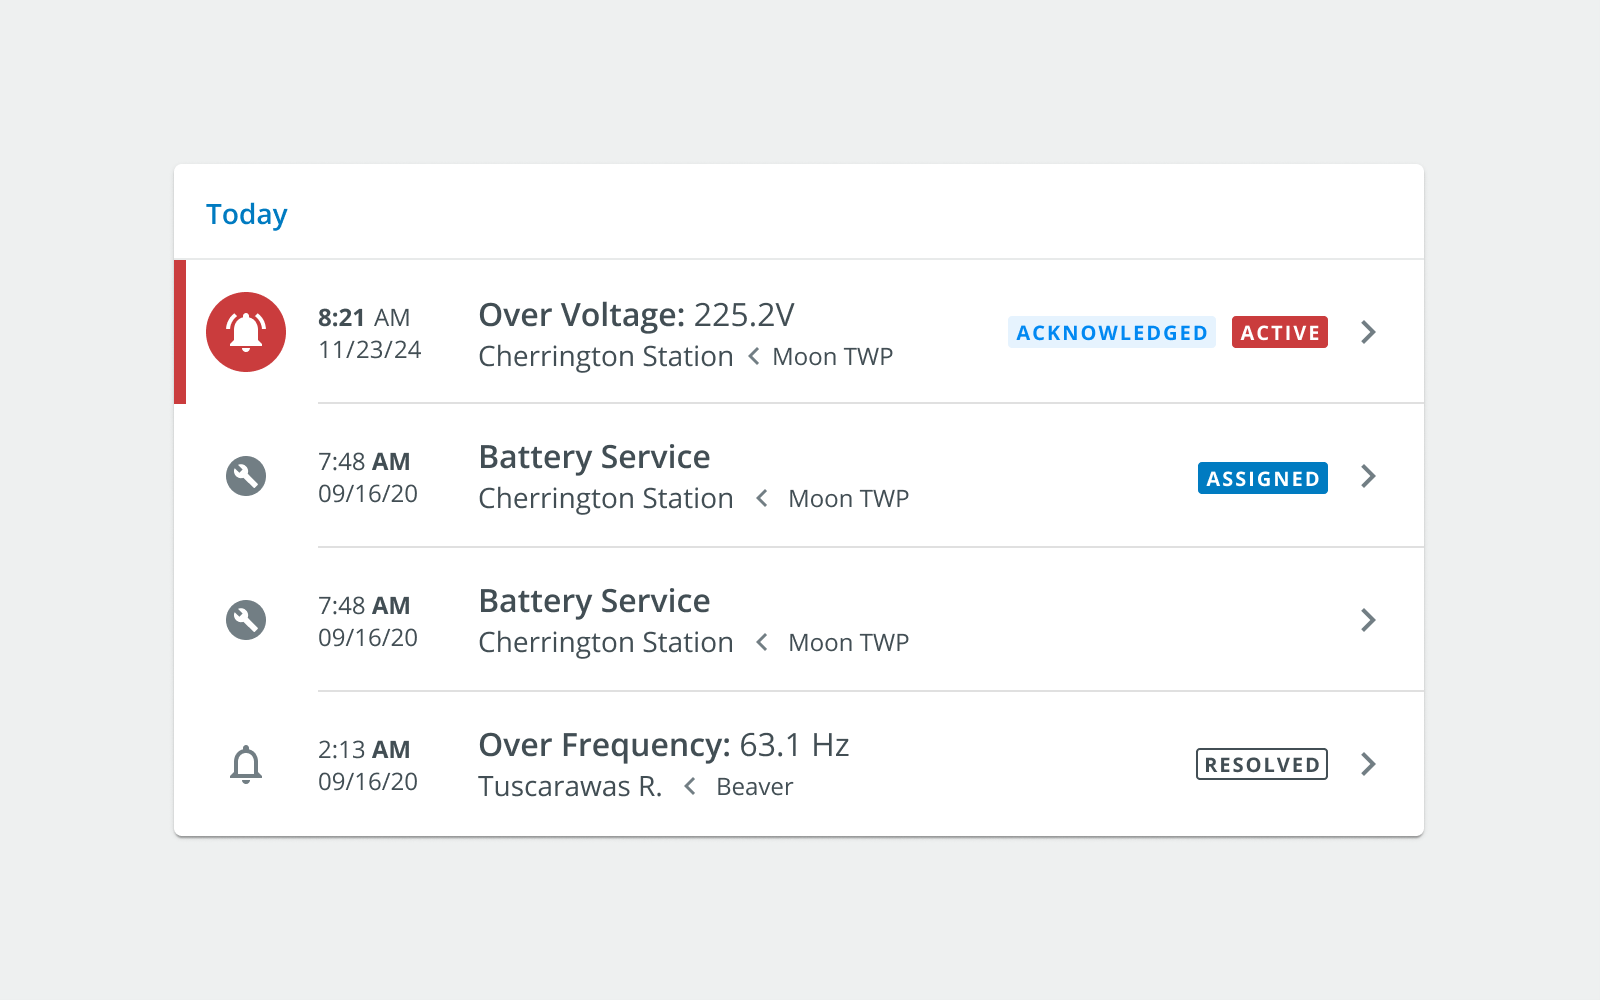 Today
8:21 AM
11/23/24
Over Voltage: 225.2V
Cherrington Station < Moon TWP
ACKNOWLEDGED
ACTIVE
7:48 AM
09/16/20
Battery Service
Cherrington Station < Moon TWP
ASSIGNED
7:48 AM
09/16/20
Battery Service
Cherrington Station < Moon TWP
2:13 AM
09/16/20
Over Frequency: 63.1 Hz
Tuscarawas R. < Beaver
RESOLVED